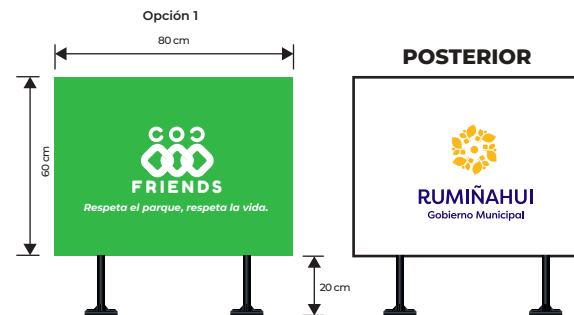 Opción 1
80 cm
60 cm
COC
FRIENDS
Respeta el parque, respeta la vida.
20 cm
POSTERIOR
RUMIÑAHUI
Gobierno Municipal